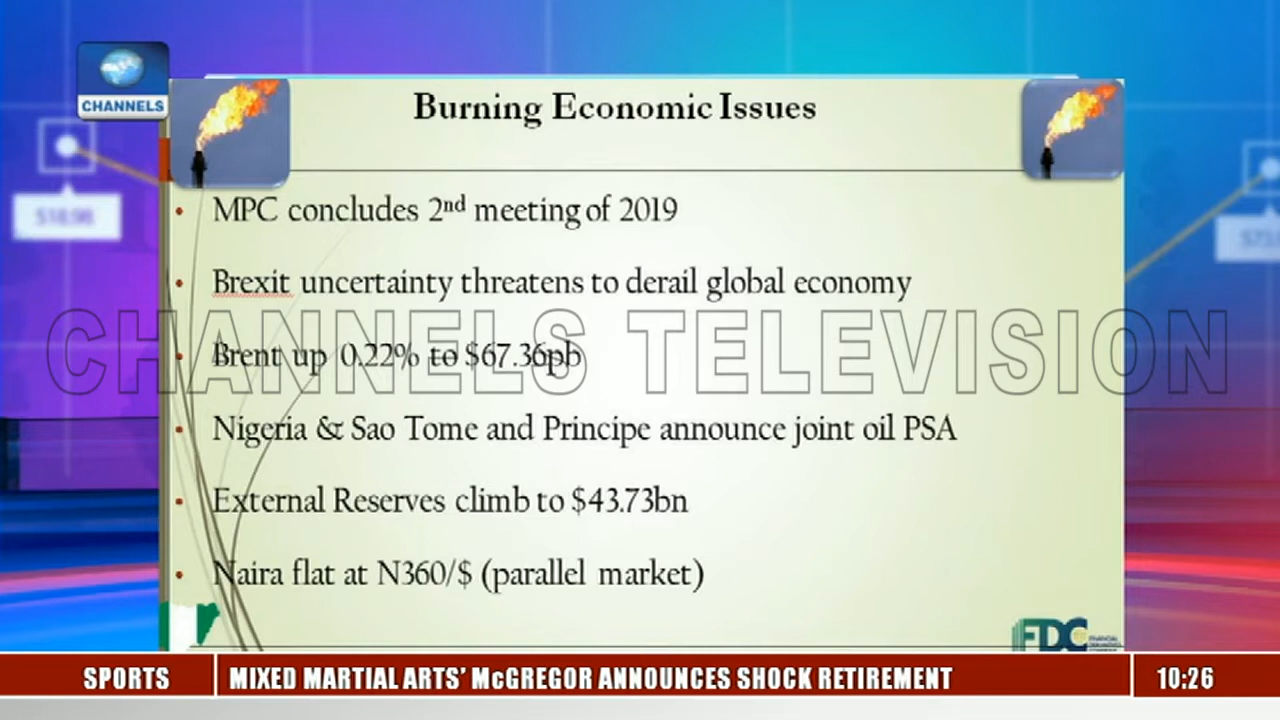 CHANNELS
Burning Economic Issues
MPC concludes 2nd meeting of 2019
Brexit uncertainty threatens to derail global economy
CHANNELS TELEVISION
Brent up 0.22% to $67.36pb
Nigeria & Sao Tome and Principe announce joint oil PSA
External Reserves climb to $43.73bn
Naira flat at N360/$ (parallel market)
FDC
SPORTS
MIXED MARTIAL ARTS' McGREGOR ANNOUNCES SHOCK RETIREMENT
10:26